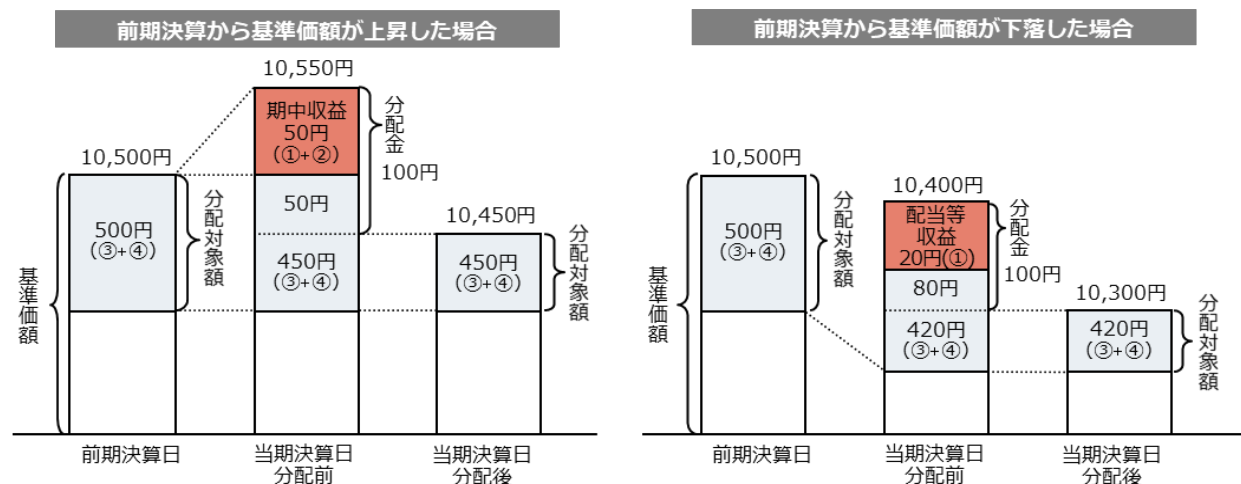 前期決算から基準価額が上昇した場合
10,550円
期中収益
50円
(①+②)
分配金
100円
10,500円
500円
(③+④)
分配対象額
50円
450円
(③+④)
10,450円
450円
(③+④)
分配対象額
基準価額
前期決算日
当期決算日
分配前
当期決算日
分配後
前期決算から基準価額が下落した場合
10,500円
500円
(③+④)
分配対象額
10,400円
配当等
収益
20円(①)
分配金
100円
80円
420円
(③+④)
10,300円
420円
(③+④)
分配対象額
基準価額
前期決算日
当期決算日
分配前
当期決算日
分配後